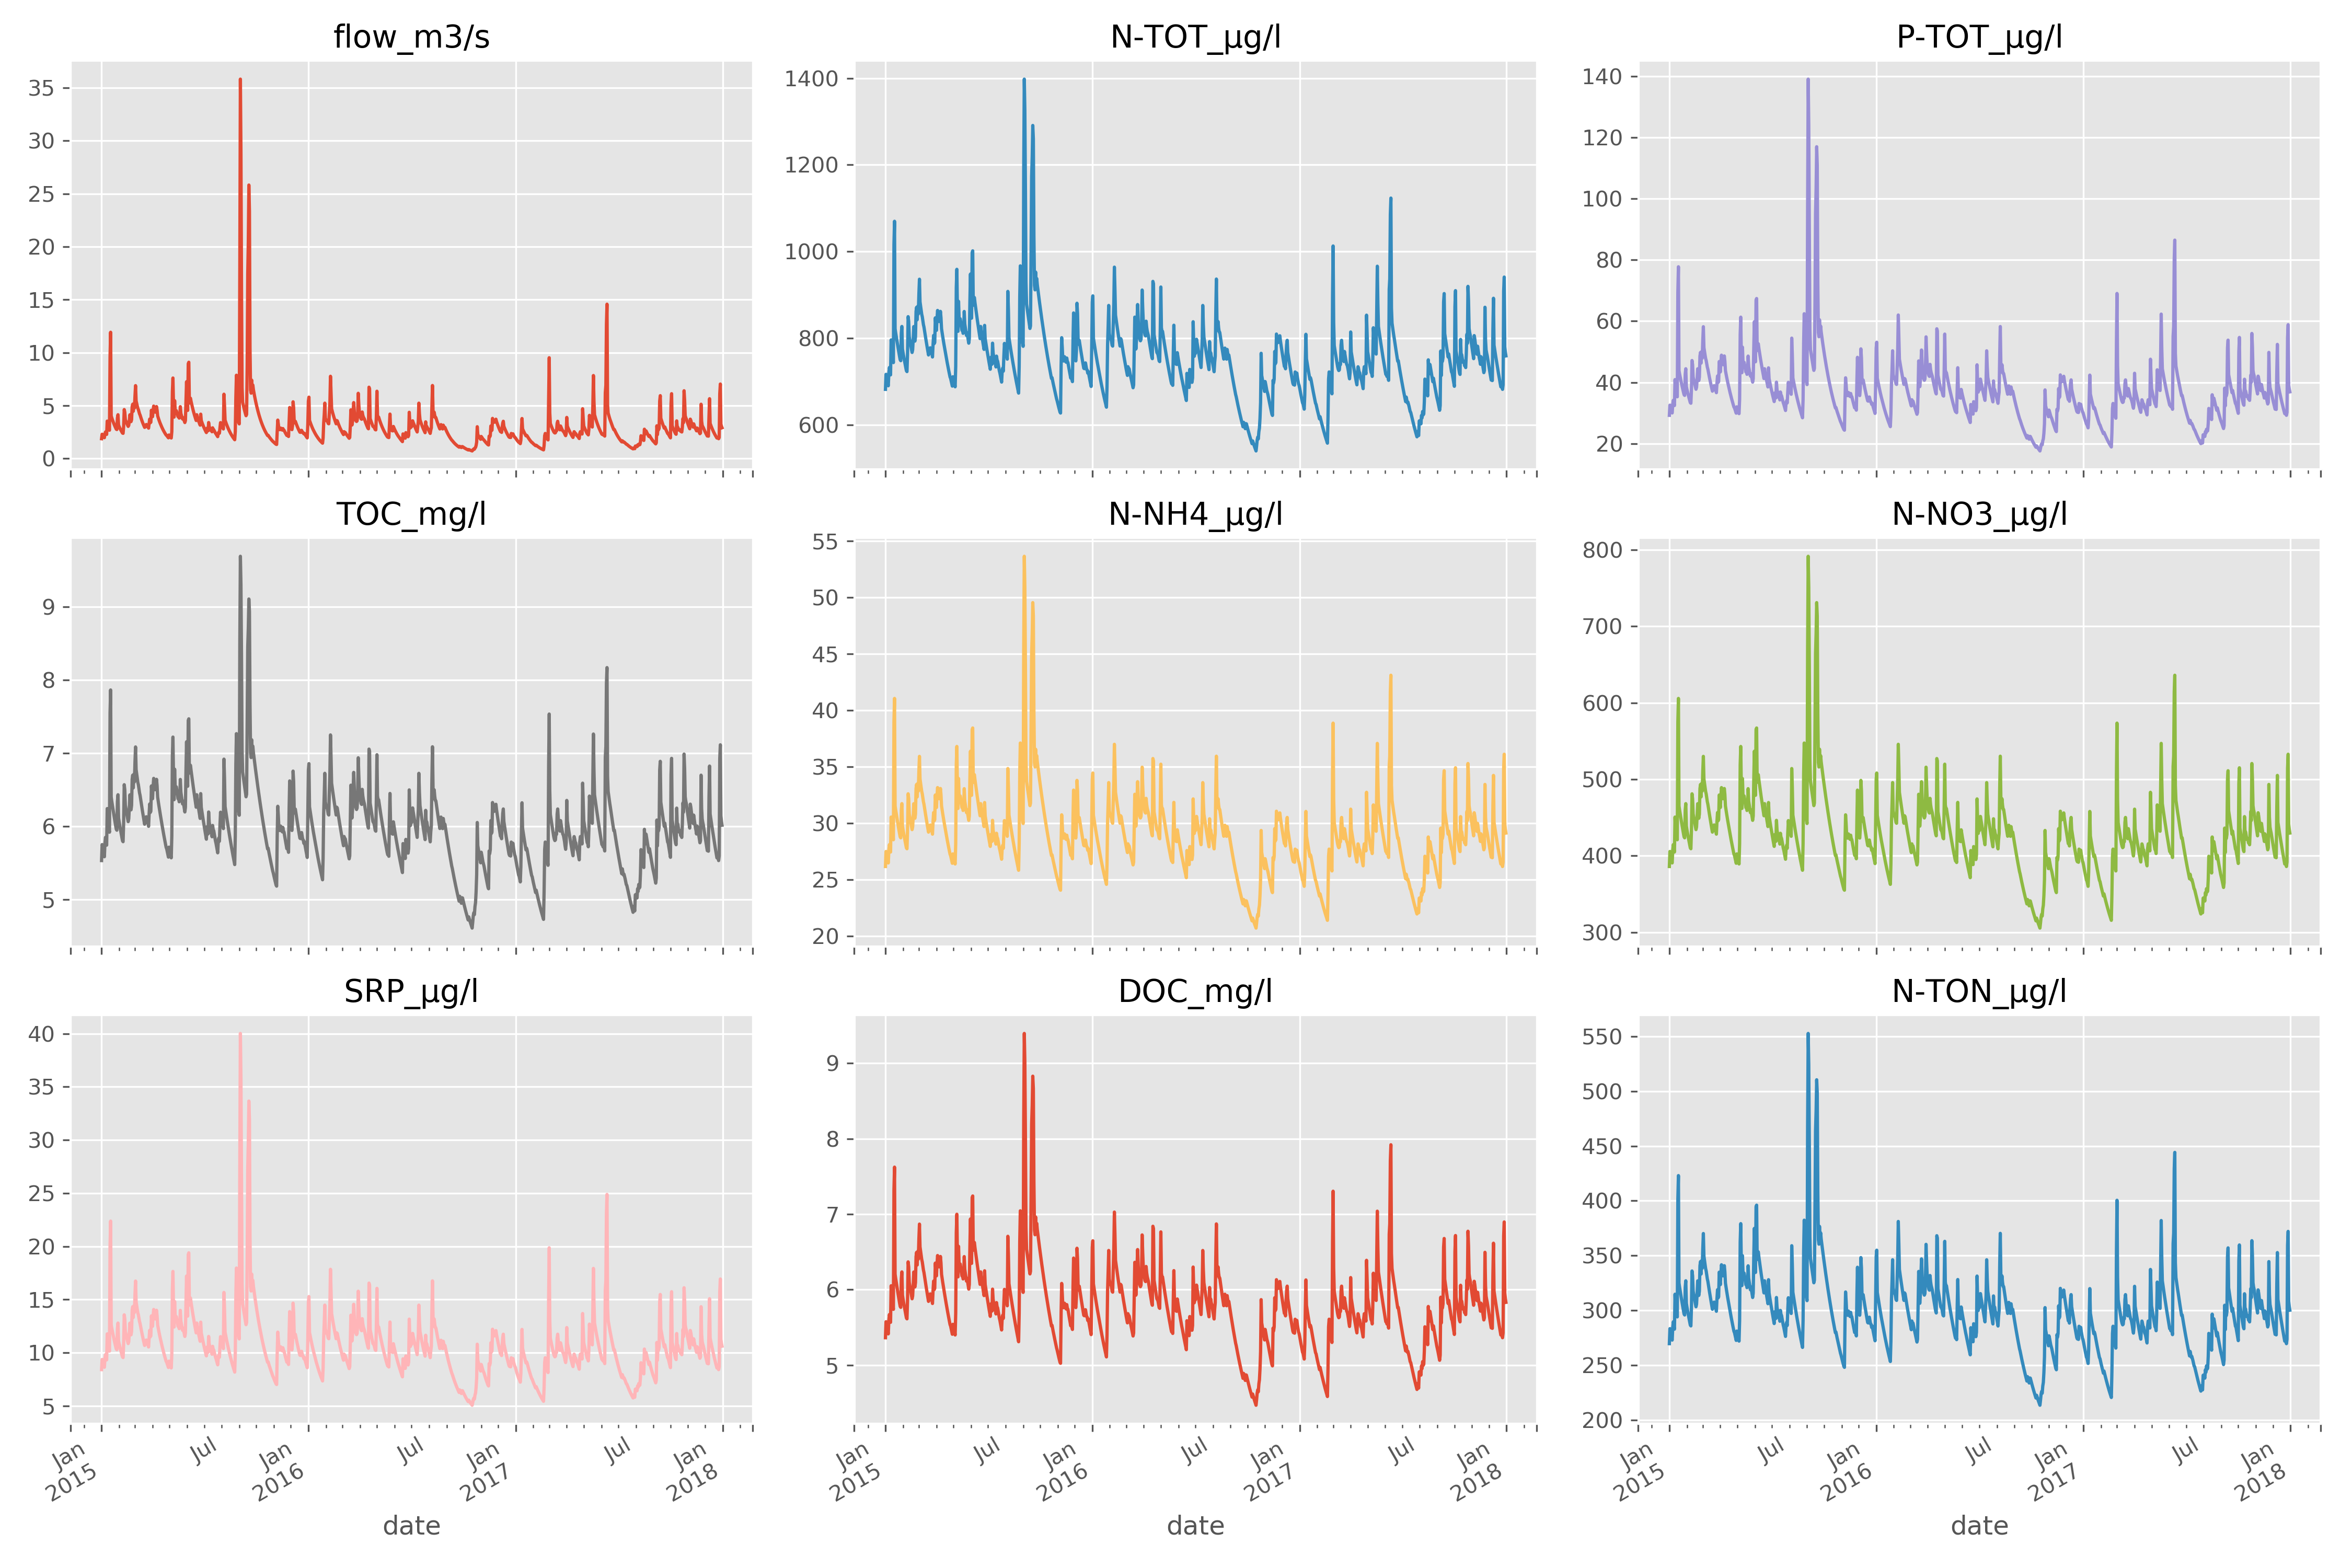 flow_m3/s
35
30
25
20
15
10
5
0
N-TOT_µg/l
1400
1200
1000
800
600
P-TOT_µg/l
140
120
100
80
60
40
20
TOC_mg/l
9
8
7
6
5
N-NH4_µg/l
55
50
45
40
35
30
25
20
N-NO3_µg/l
800
700
600
500
400
300
SRP_µg/l
40
35
30
25
20
15
10
5
Jan
2015
Jul
Jan
2016
Jul
Jan
2017
Jul
Jan
2018
date
DOC_mg/l
9
8
7
6
5
Jan
2015
Jul
Jan
2016
Jul
Jan
2017
Jul
Jan
2018
date
N-TON_µg/l
550
500
450
400
350
300
250
200
Jan
2015
Jul
Jan
2016
Jul
Jan
2017
Jul
Jan
2018
date